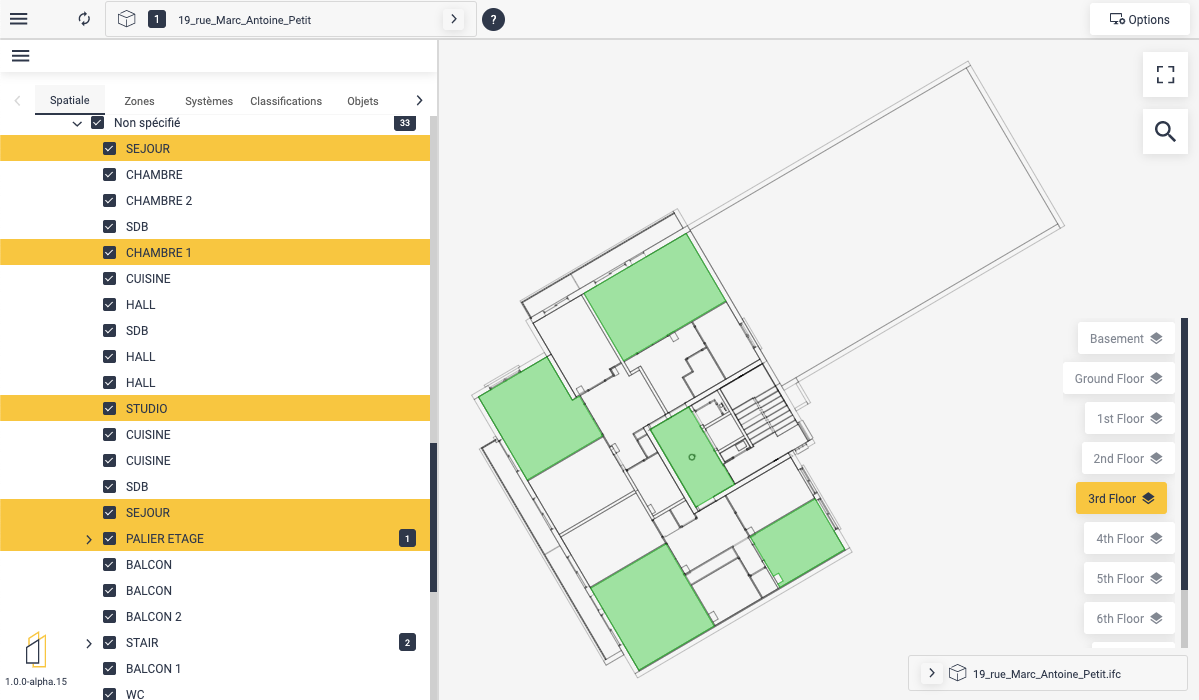 1 19_rue_Marc_Antoine_Petit ? Options
Spatiale Zones Systèmes Classifications Objets
Non spécifié 33
SEJOUR
CHAMBRE
CHAMBRE 2
SDB
CHAMBRE 1
CUISINE
HALL
SDB
HALL
HALL
STUDIO
CUISINE
CUISINE
SDB
SEJOUR
PALIER ETAGE 1
BALCON
BALCON
BALCON 2
STAIR 2
BALCON 1
WC
1.0.0-alpha.15
Basement
Ground Floor
1st Floor
2nd Floor
3rd Floor
4th Floor
5th Floor
6th Floor
19_rue_Marc_Antoine_Petit.ifc